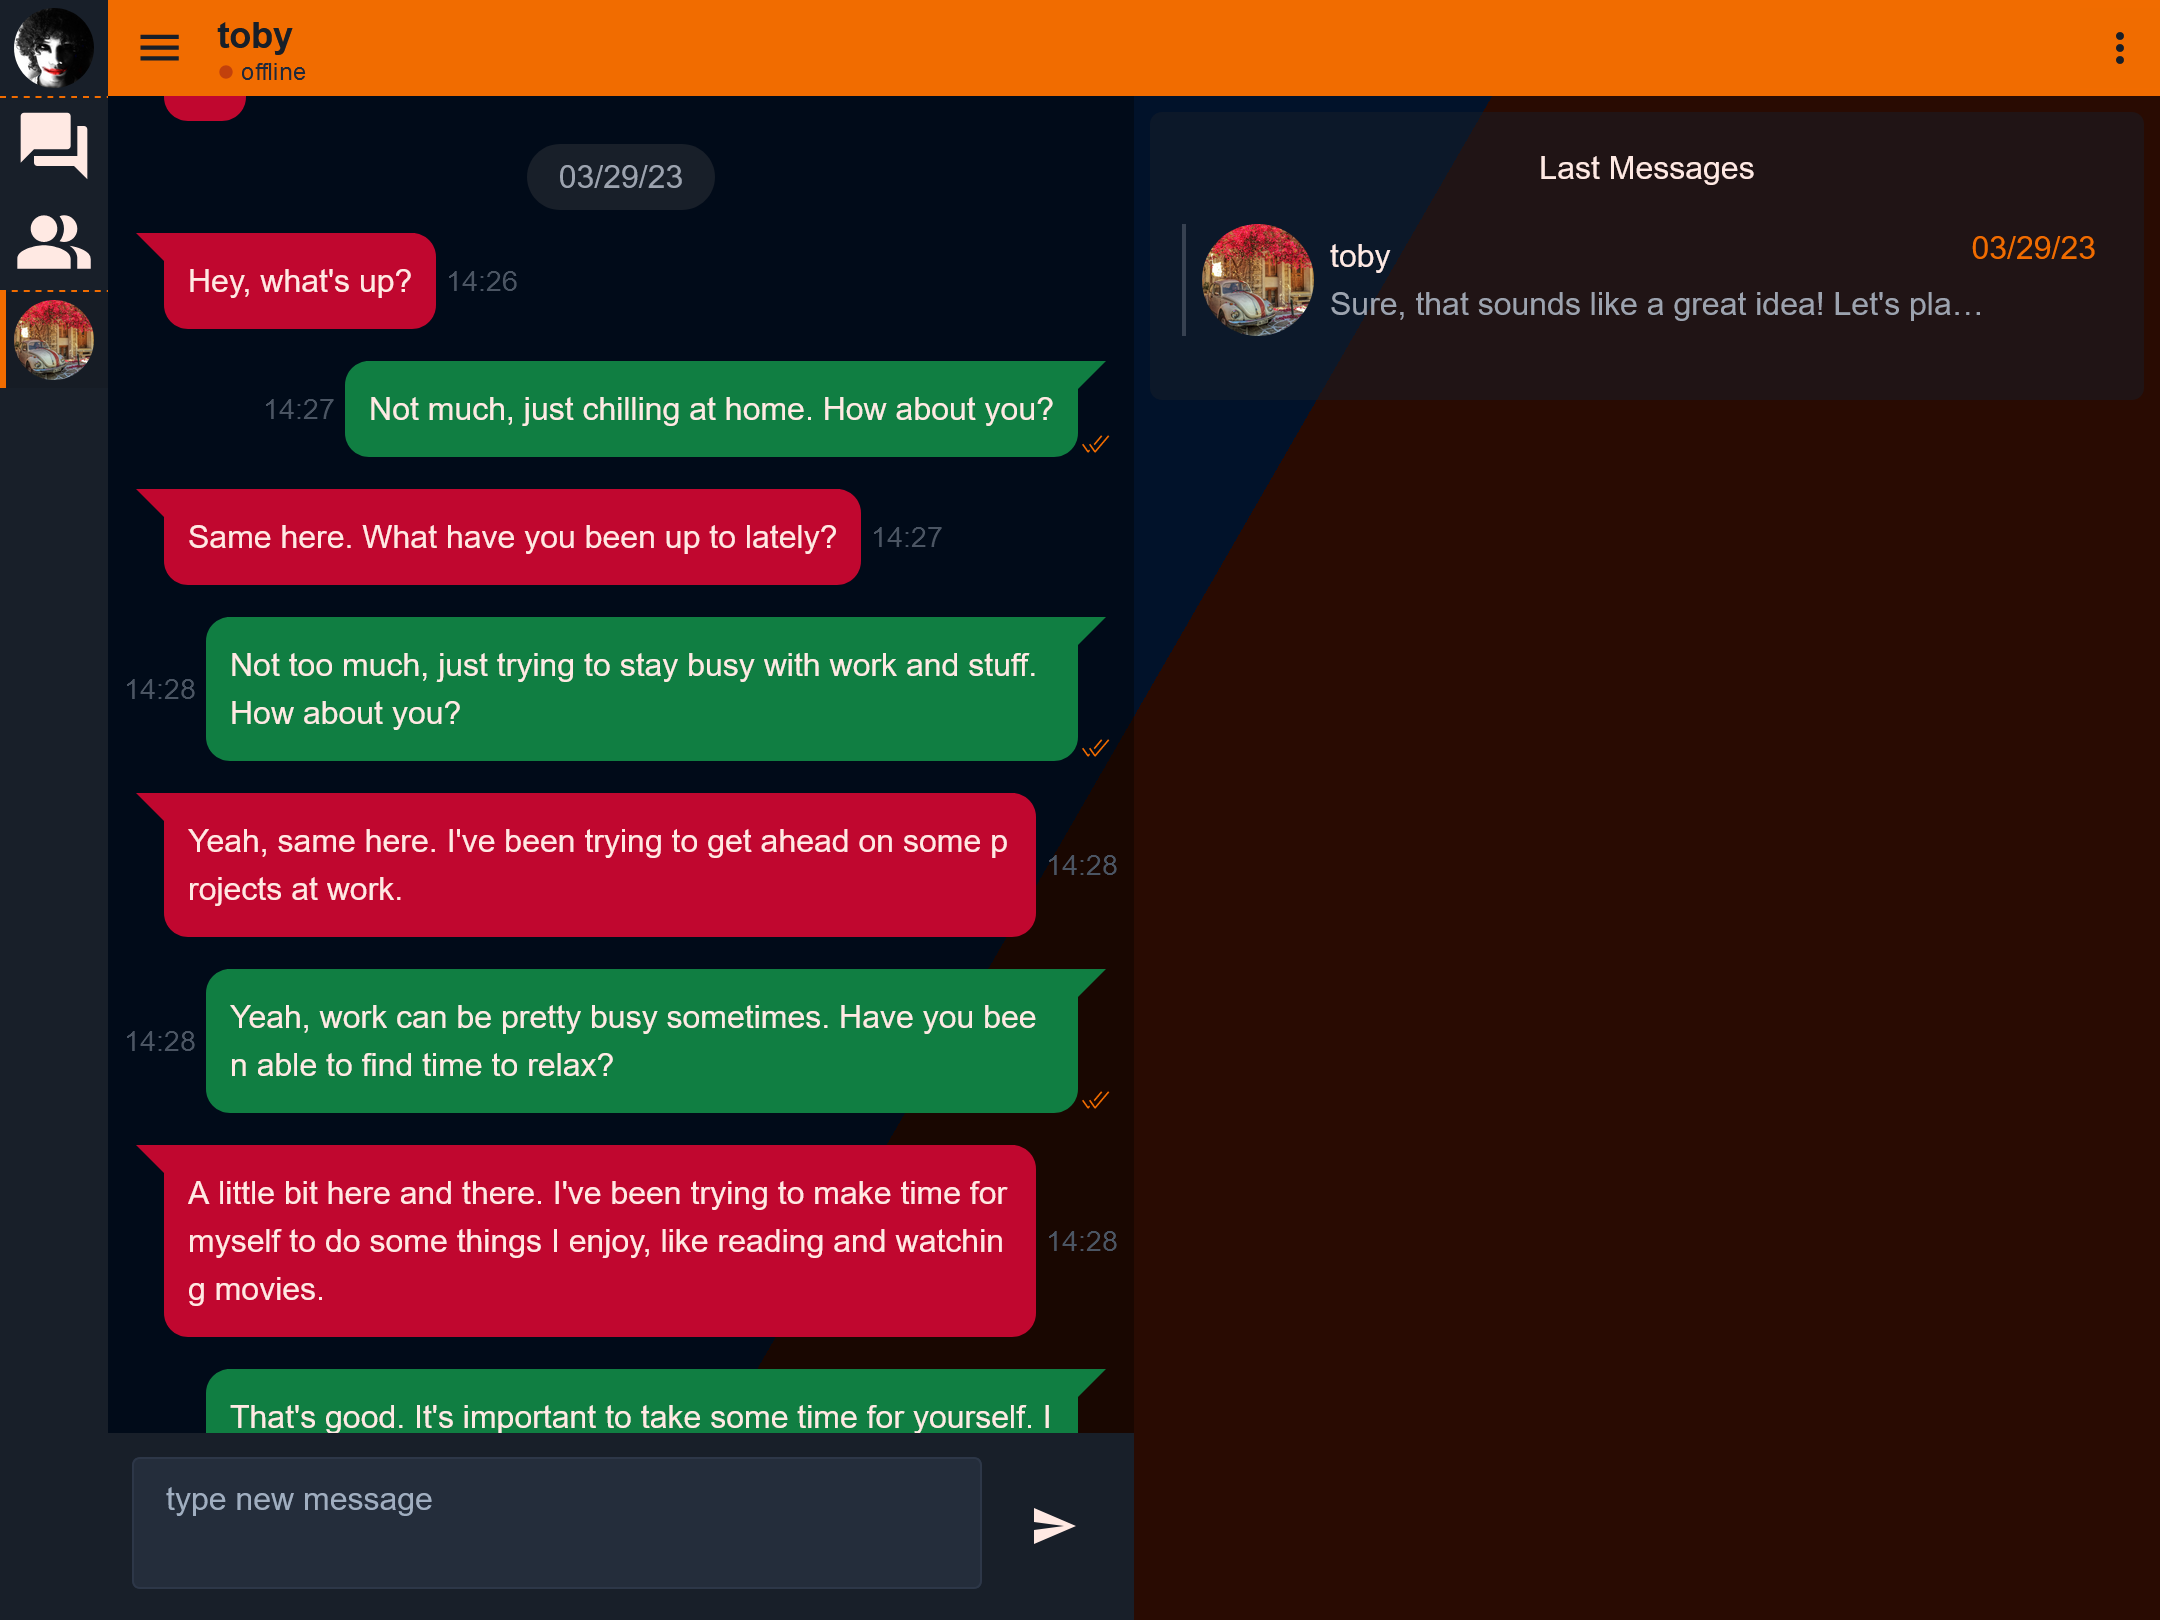 toby
offline
03/29/23
Hey, what's up?
14:26
14:27
Not much, just chilling at home. How about you?
Same here. What have you been up to lately?
14:27
14:28
Not too much, just trying to stay busy with work and stuff.
How about you?
Yeah, same here. I've been trying to get ahead on some p
rojects at work.
14:28
14:28
Yeah, work can be pretty busy sometimes. Have you bee
n able to find time to relax?
A little bit here and there. I've been trying to make time for
myself to do some things I enjoy, like reading and watchin
g movies.
14:28
That's good. It's important to take some time for yourself. I
type new message
Last Messages
toby
03/29/23
Sure, that sounds like a great idea! Let's pla...